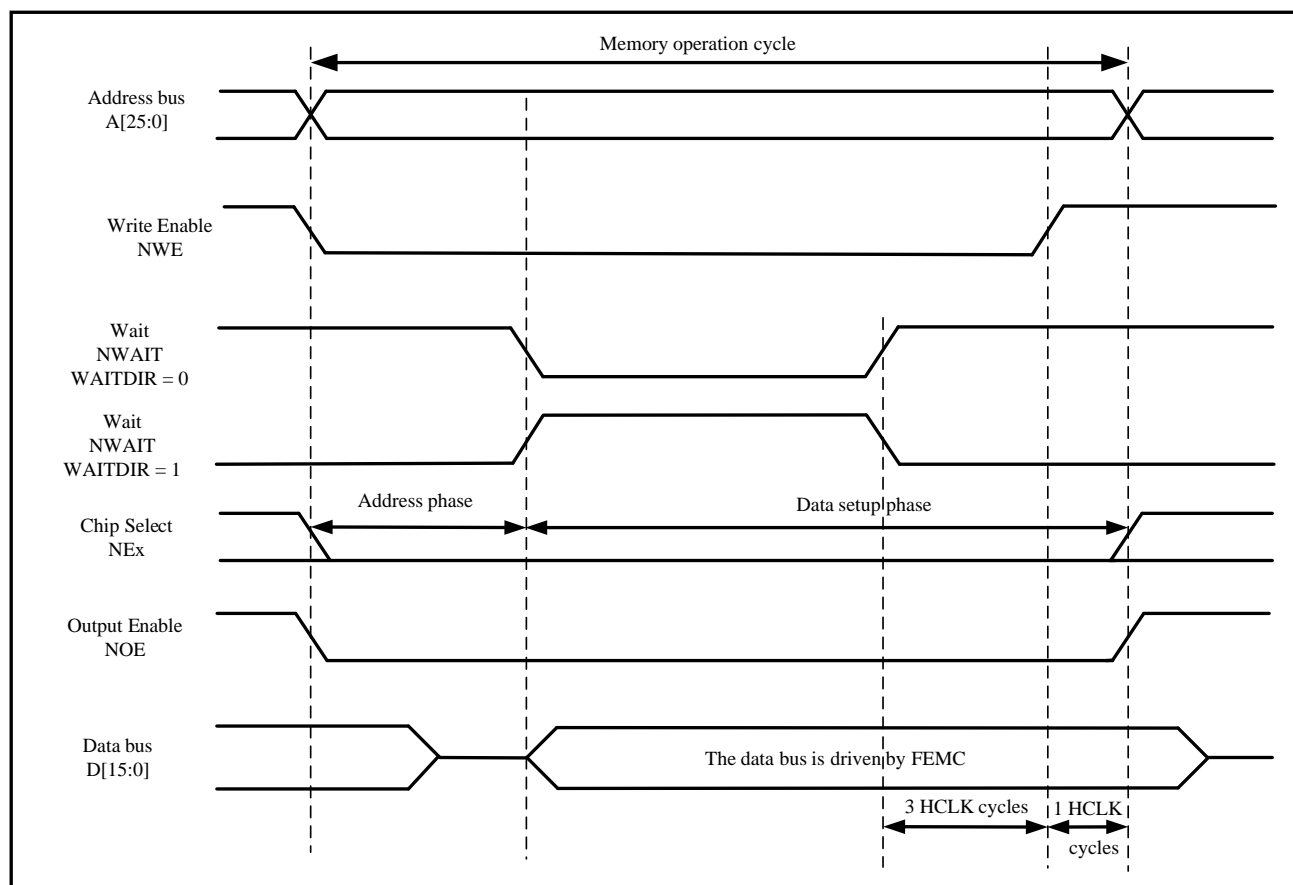 Memory operation cycle
Address bus
A[25:0]
Write Enable
NWE
Wait
NWAIT
WAITDIR = 0
Wait
NWAIT
WAITDIR = 1
Address phase
Data setup phase
Chip Select
NEx
Output Enable
NOE
Data bus
D[15:0]
The data bus is driven by FEMC
3 HCLK cycles
1 HCLK
cycles